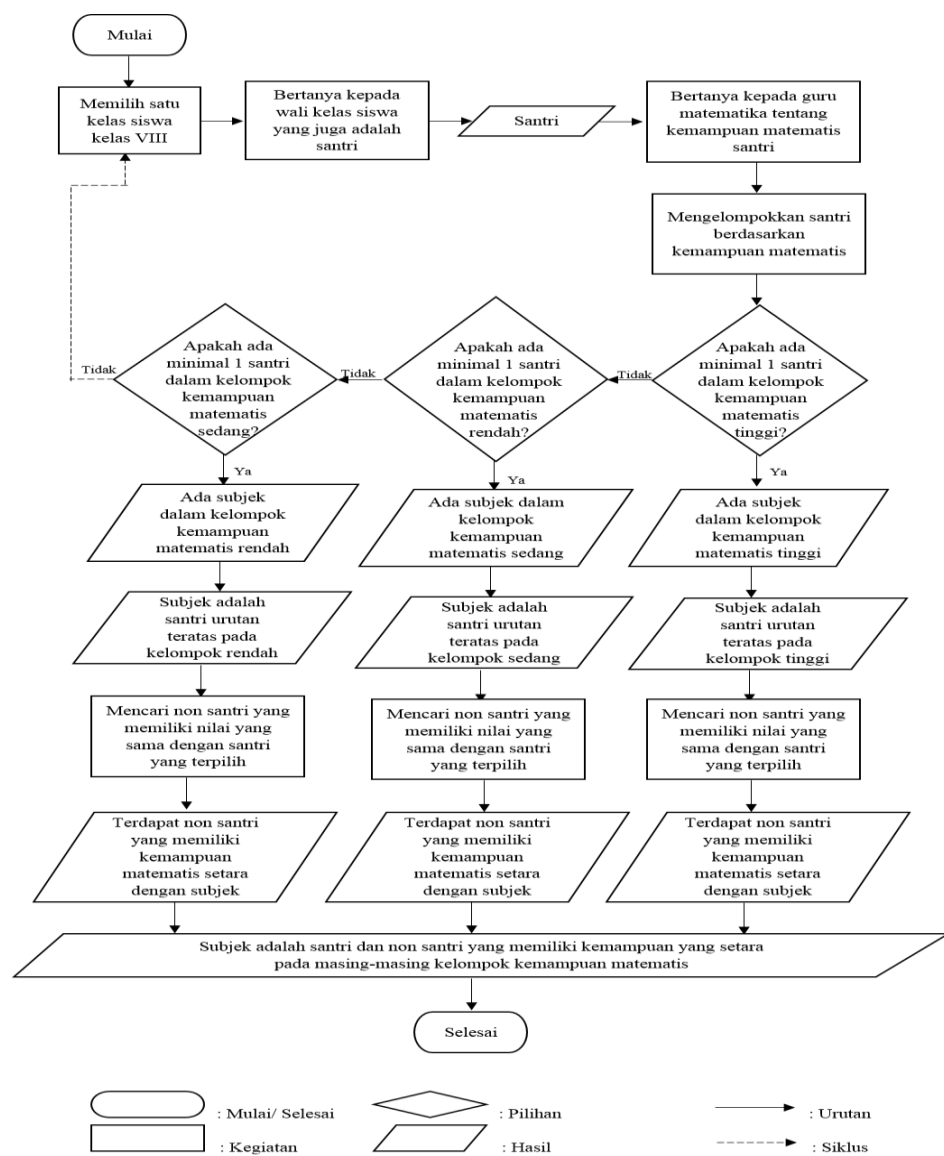 Mulai
Memilih satu
kelas siswa
kelas VIII
Bertanya kepada
wali kelas siswa
yang juga adalah
santri
Santri
Bertanya kepada guru
matematika tentang
kemampuan matematis
santri
Mengelompokkan santri
berdasarkan
kemampuan matematis
Apakah ada
minimal 1 santri
dalam kelompok
kemampuan
matematis
tinggi?
Tidak
Apakah ada
minimal 1 santri
dalam kelompok
kemampuan
matematis
rendah?
Tidak
Apakah ada
minimal 1 santri
dalam kelompok
kemampuan
matematis
sedang?
Tidak
Ya
Ya
Ya
Ada subjek
dalam kelompok
kemampuan
matematis rendah
Ada subjek dalam
kelompok
kemampuan
matematis sedang
Ada subjek
dalam kelompok
kemampuan
matematis tinggi
Subjek adalah
santri urutan
teratas pada
kelompok rendah
Subjek adalah
santri urutan
teratas pada
kelompok sedang
Subjek adalah
santri urutan
teratas pada
kelompok tinggi
Mencari non santri yang
memiliki nilai yang
sama dengan santri
yang terpilih
Mencari non santri yang
memiliki nilai yang
sama dengan santri
yang terpilih
Mencari non santri yang
memiliki nilai yang
sama dengan santri
yang terpilih
Terdapat non santri
yang memiliki
kemampuan
matematis setara
dengan subjek
Terdapat non santri
yang memiliki
kemampuan
matematis setara
dengan subjek
Terdapat non santri
yang memiliki
kemampuan
matematis setara
dengan subjek
Subjek adalah santri dan non santri yang memiliki kemampuan yang setara
pada masing-masing kelompok kemampuan matematis
Selesai
: Mulai/ Selesai
: Pilihan
: Urutan
: Kegiatan
: Hasil
: Siklus